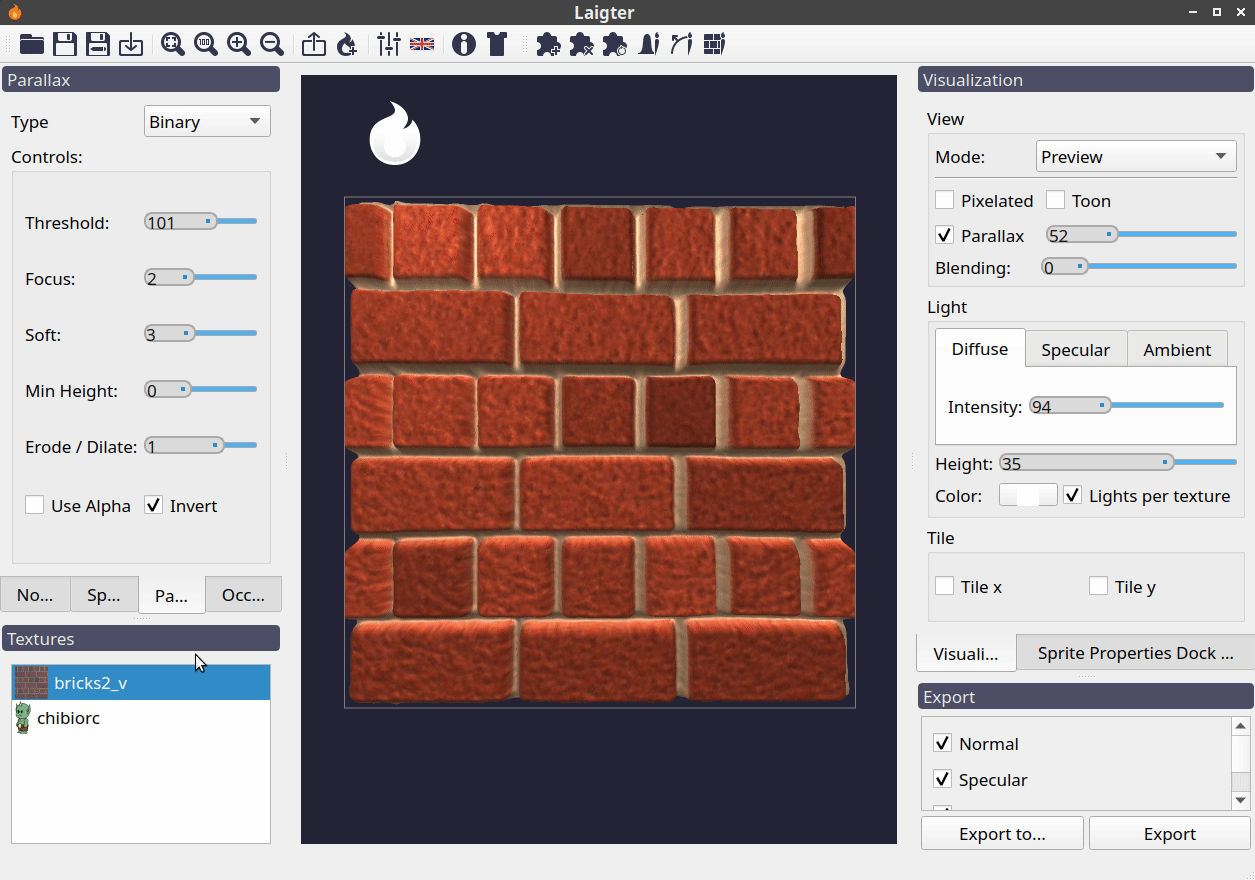 Laigter
100
Parallax
Type
Binary
Controls:
Threshold:
101
Focus:
2
Soft:
3
Min Height:
0
Erode / Dilate:
1
Use Alpha
Invert
No...
Sp...
Pa...
Occ...
Textures
bricks2_v
chibiorc
Visualization
View
Mode:
Preview
Pixelated
Toon
Parallax
52
Blending:
0
Light
Diffuse
Specular
Ambient
Intensity:
94
Height:
35
Color:
Lights per texture
Tile
Tile x
Tile y
Visuali...
Sprite Properties Dock ...
Export
Normal
Specular
Export to...
Export